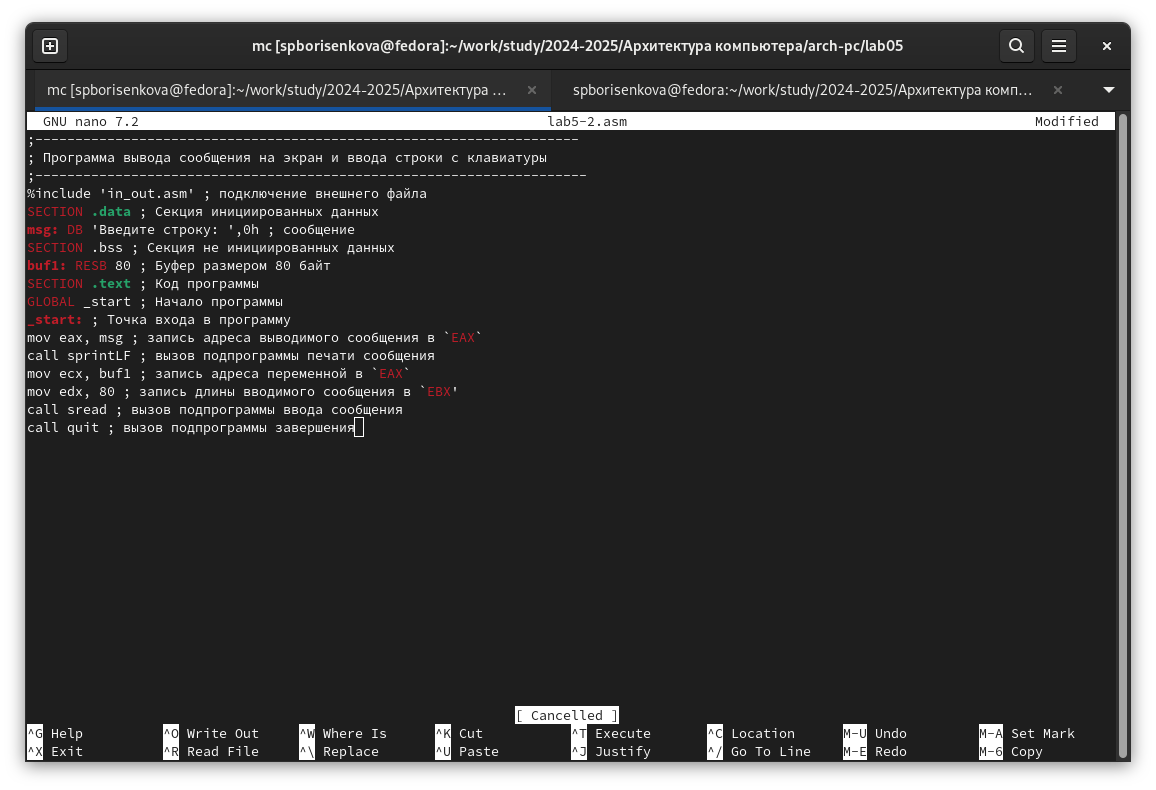 mc [spborisenkova@fedora]:~/work/study/2024-2025/Архитектура компьютера/arch-pc/lab05
mc [spborisenkova@fedora]:~/work/study/2024-2025/Архитектура ... spborisenkova@fedora:~/work/study/2024-2025/Архитектура комп...
GNU nano 7.2 lab5-2.asm Modified
;--------------------------------------------------------------------
; Программа вывода сообщения на экран и ввода строки с клавиатуры
;---------------------------------------------------------------------
%include 'in_out.asm' ; подключение внешнего файла
SECTION .data ; Секция инициированных данных
msg: DB 'Введите строку: ',0h ; сообщение
SECTION .bss ; Секция не инициированных данных
buf1: RESB 80 ; Буфер размером 80 байт
SECTION .text ; Код программы
GLOBAL _start ; Начало программы
_start: ; Точка входа в программу
mov eax, msg ; запись адреса выводимого сообщения в `EAX`
call sprintLF ; вызов подпрограммы печати сообщения
mov ecx, buf1 ; запись адреса переменной в `EAX`
mov edx, 80 ; запись длины вводимого сообщения в `EBX'
call sread ; вызов подпрограммы ввода сообщения
call quit ; вызов подпрограммы завершения
[ Cancelled ]
^G Help ^O Write Out ^W Where Is ^K Cut ^T Execute ^C Location M-U Undo M-A Set Mark
^X Exit ^R Read File ^\ Replace ^U Paste ^J Justify ^/ Go To Line M-E Redo M-6 Copy